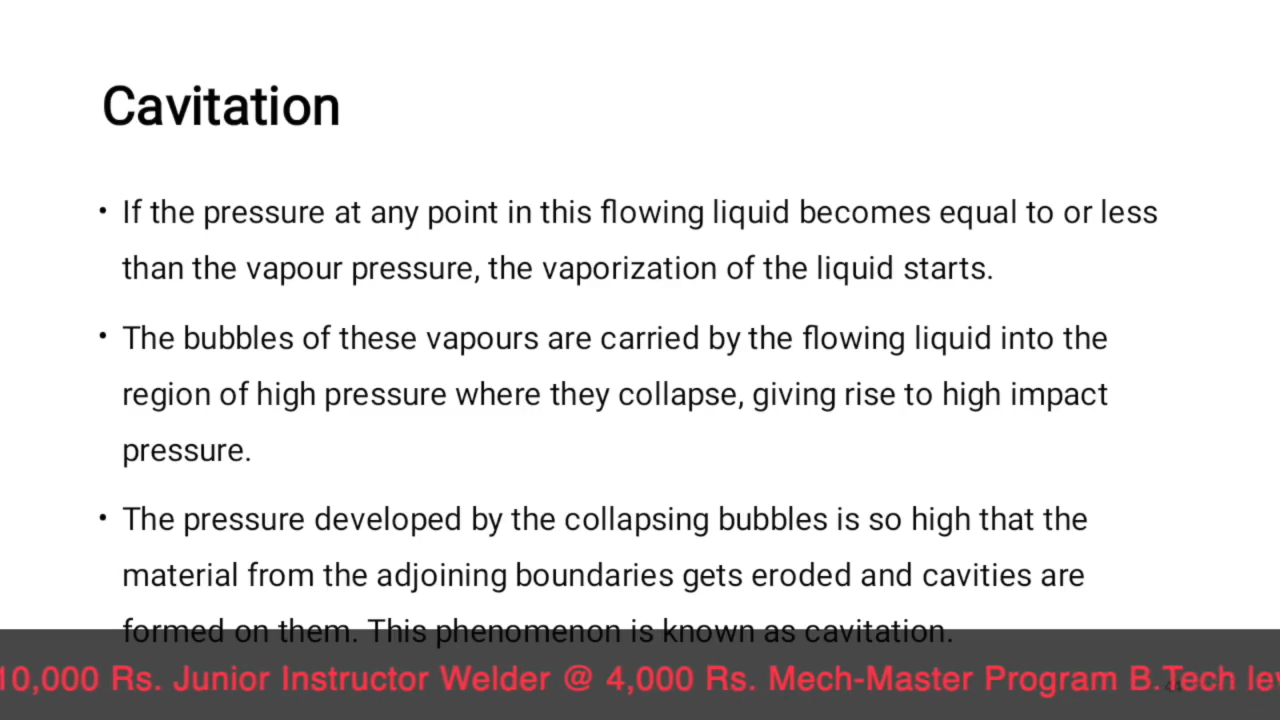 Cavitation
• If the pressure at any point in this flowing liquid becomes equal to or less
than the vapour pressure, the vaporization of the liquid starts.
• The bubbles of these vapours are carried by the flowing liquid into the
region of high pressure where they collapse, giving rise to high impact
pressure.
• The pressure developed by the collapsing bubbles is so high that the
material from the adjoining boundaries gets eroded and cavities are
formed on them. This phenomenon is known as cavitation.
10,000 Rs. Junior Instructor Welder @ 4,000 Rs. Mech-Master Program B.Tech lev